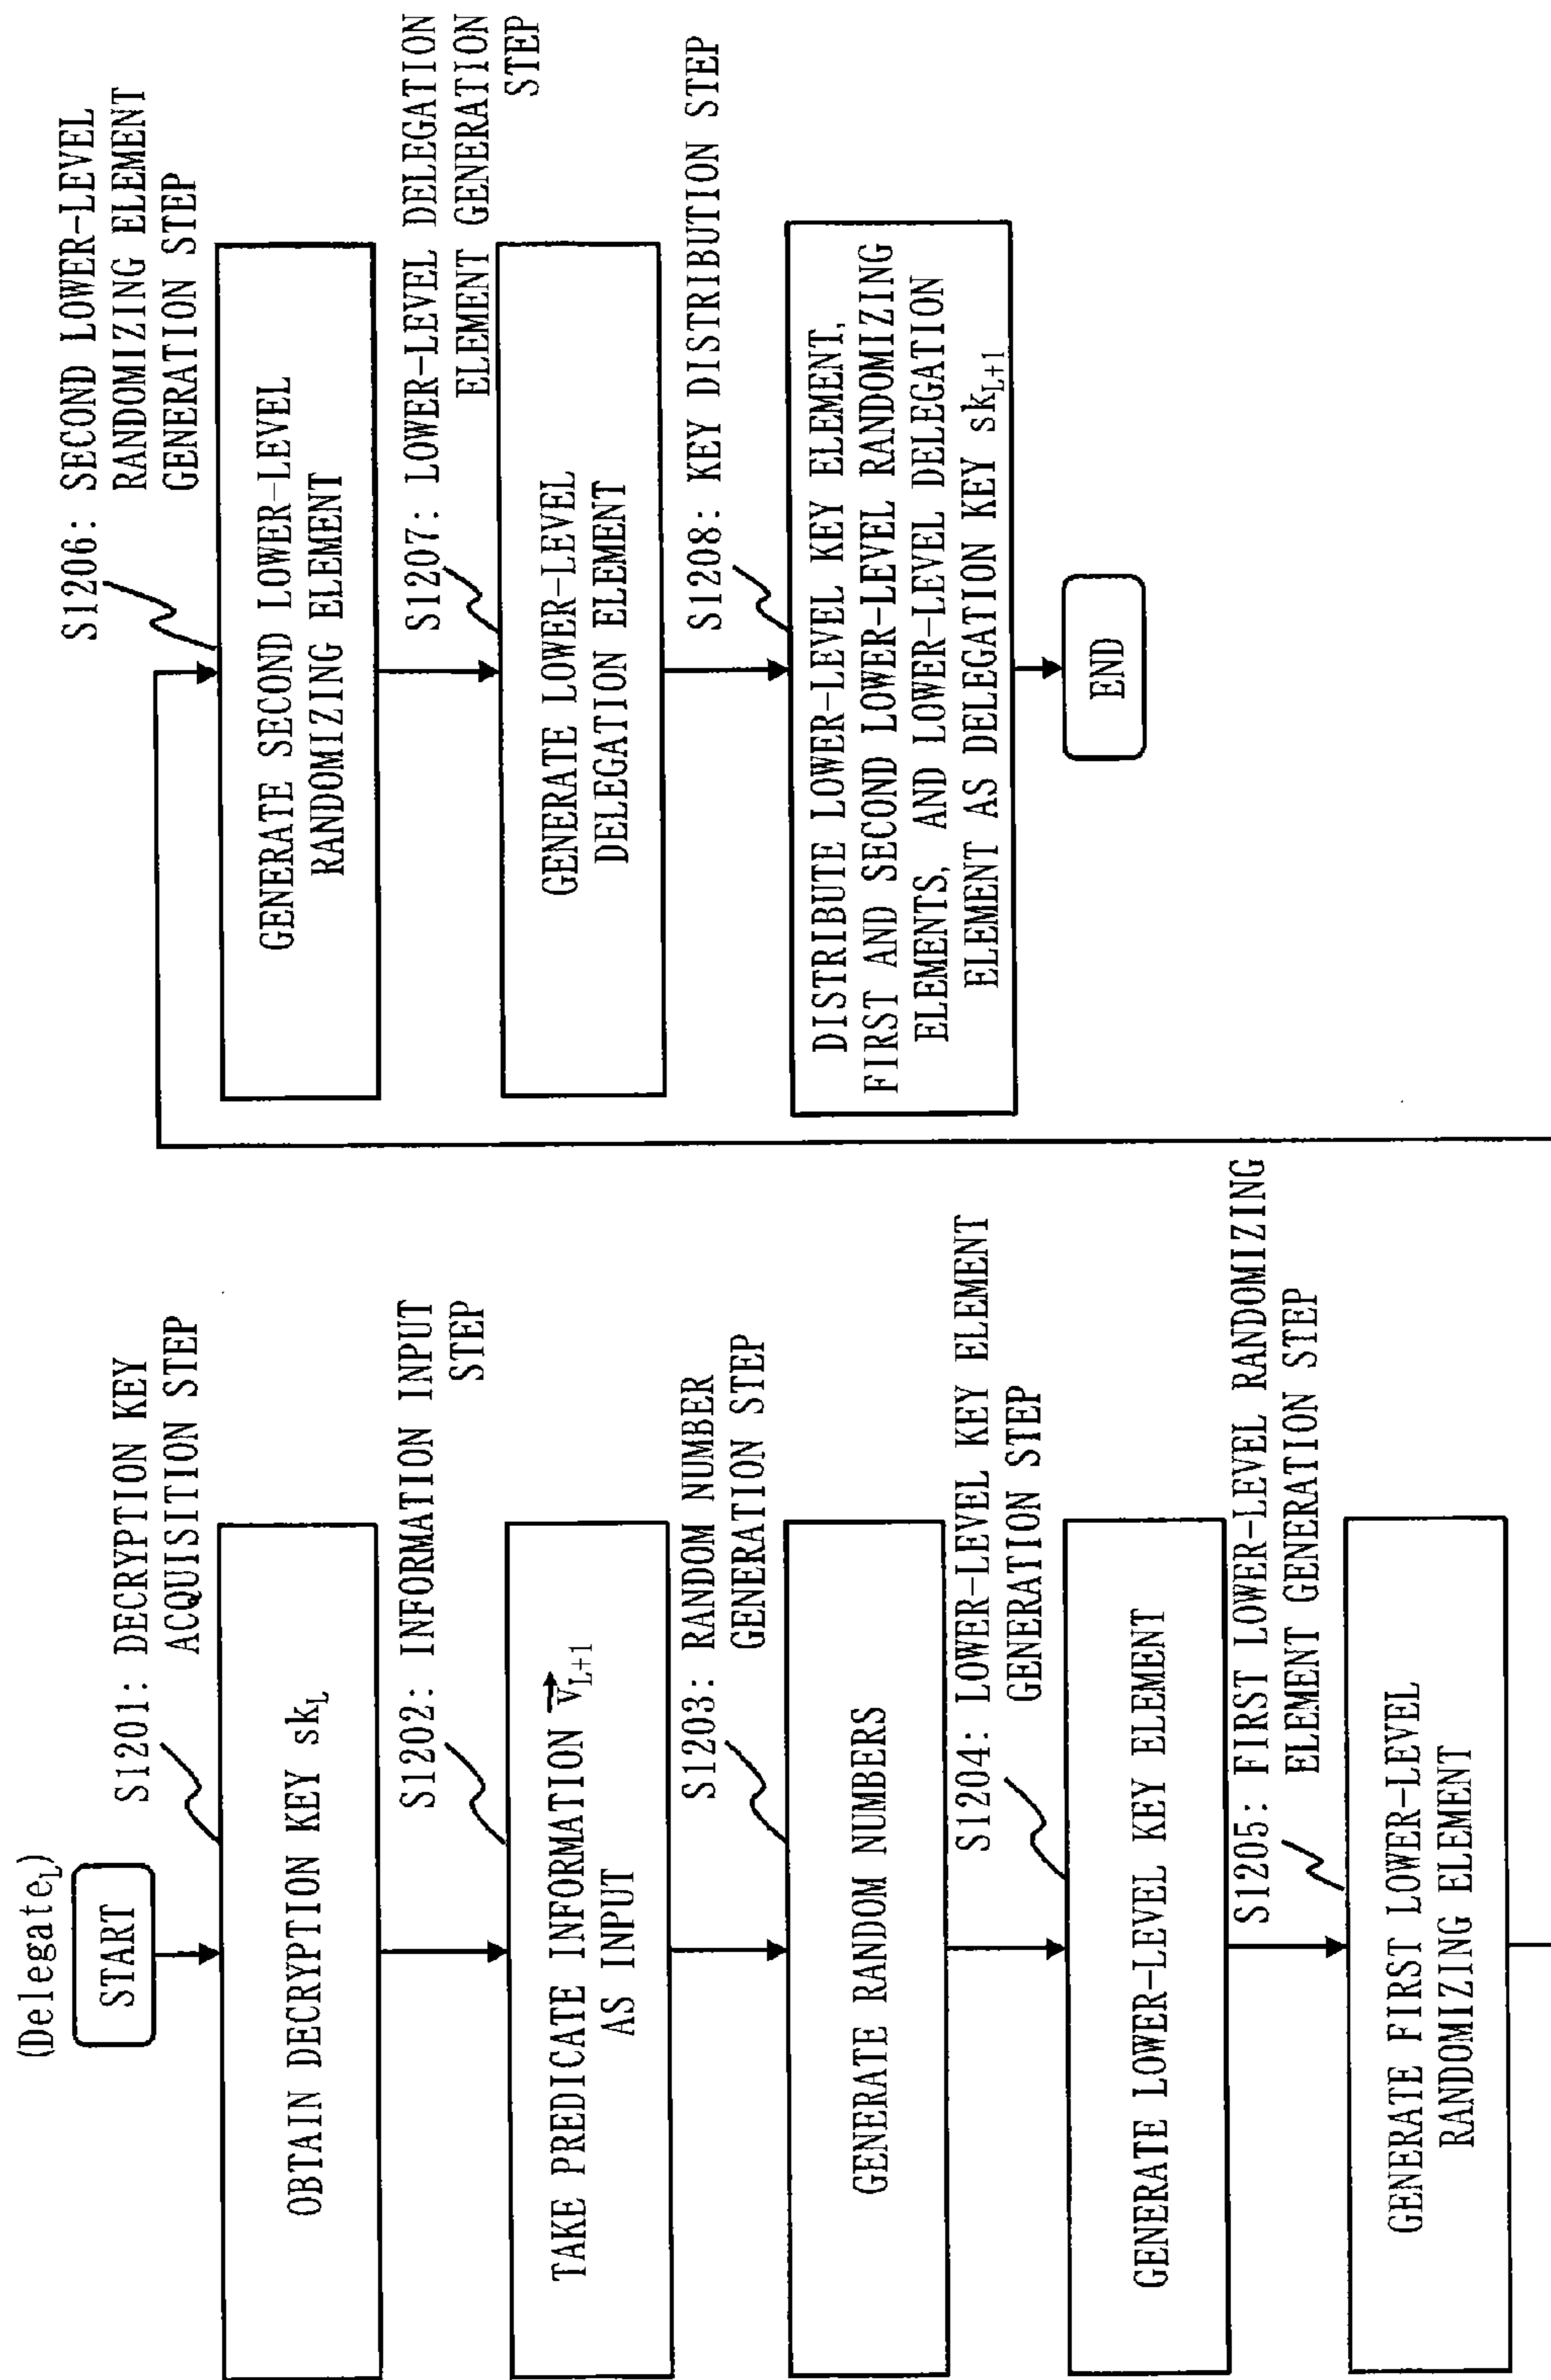 (Delegate_L)
START
S1201: DECRYPTION KEY
ACQUISITION STEP
OBTAIN DECRYPTION KEY sk_L
S1202: INFORMATION INPUT
STEP
TAKE PREDICATE INFORMATION v→_L+1
AS INPUT
S1203: RANDOM NUMBER
GENERATION STEP
GENERATE RANDOM NUMBERS
S1204: LOWER-LEVEL KEY ELEMENT
GENERATION STEP
GENERATE LOWER-LEVEL KEY ELEMENT
S1205: FIRST LOWER-LEVEL RANDOMIZING
ELEMENT GENERATION STEP
GENERATE FIRST LOWER-LEVEL
RANDOMIZING ELEMENT
S1206: SECOND LOWER-LEVEL
RANDOMIZING ELEMENT
GENERATION STEP
GENERATE SECOND LOWER-LEVEL
RANDOMIZING ELEMENT
S1207: LOWER-LEVEL DELEGATION
ELEMENT GENERATION
STEP
GENERATE LOWER-LEVEL
DELEGATION ELEMENT
S1208: KEY DISTRIBUTION STEP
DISTRIBUTE LOWER-LEVEL KEY ELEMENT,
FIRST AND SECOND LOWER-LEVEL RANDOMIZING
ELEMENTS, AND LOWER-LEVEL DELEGATION
ELEMENT AS DELEGATION KEY sk_L+1
END